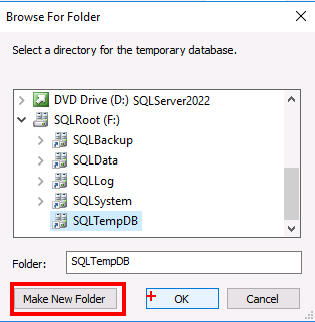 Browse For Folder
Select a directory for the temporary database.
DVD Drive (D:) SQLServer2022
SQLRoot (F:)
SQLBackup
SQLData
SQLLog
SQLSystem
SQLTempDB
Folder: SQLTempDB
Make New Folder OK Cancel